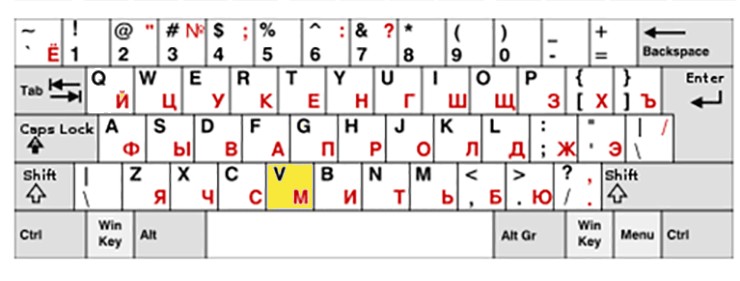 ~ ` Ё ! 1 @ " 2 # № 3 $ ; 4 % 5 ^ : 6 & ? 7 * 8 ( 9 ) 0 _ - + = Backspace
Tab Q Й W Ц E У R К T Е Y Н U Г I Ш O Щ P З { [ Х } ] Ъ Enter
Caps Lock A Ф S Ы D В F А G П H Р J О K Л L Д : ; Ж " ' Э | \ /
Shift | \ Z Я X Ч C С V М B И N Т M Ь < , Б > . Ю ? / , . Shift
Ctrl Win Key Alt Alt Gr Win Key Menu Ctrl